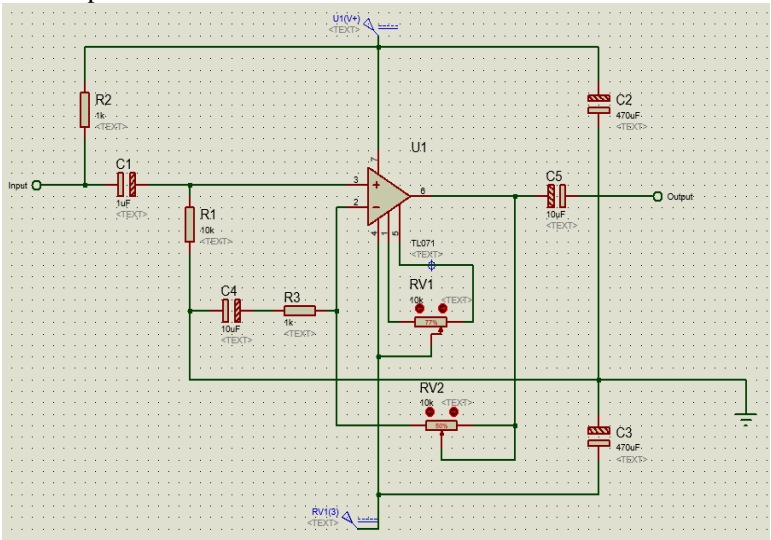 U1(V+)
<TEXT>
R2
1k
<TEXT>
C2
470uF
<TEXT>
U1
C1
1uF
<TEXT>
Input
7
3
2
6
4
1
5
TL071
<TEXT>
C5
10uF
<TEXT>
Output
R1
10k
<TEXT>
C4
10uF
<TEXT>
R3
1k
<TEXT>
RV1
10k
<TEXT>
77%
RV2
10k
<TEXT>
50%
C3
470uF
<TEXT>
RV1(3)
<TEXT>